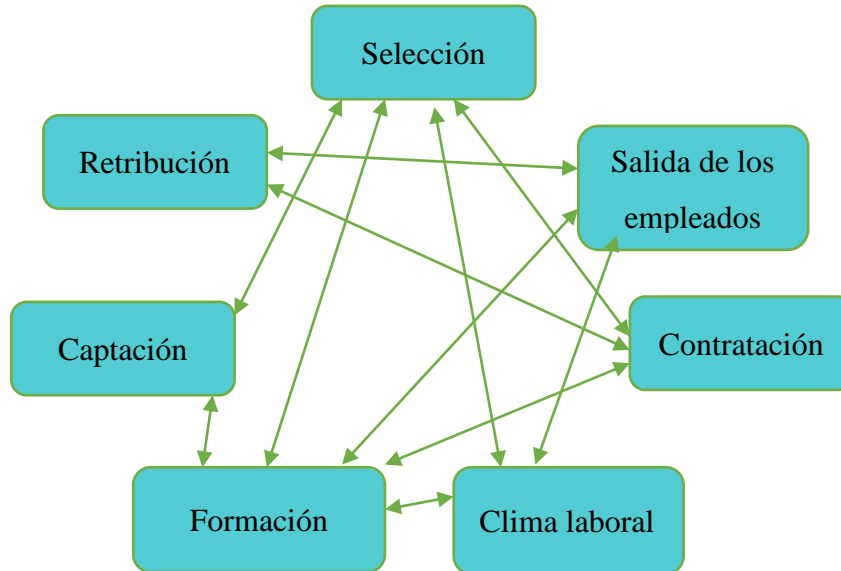 Selección
Retribución
Salida de los
empleados
Captación
Contratación
Formación
Clima laboral